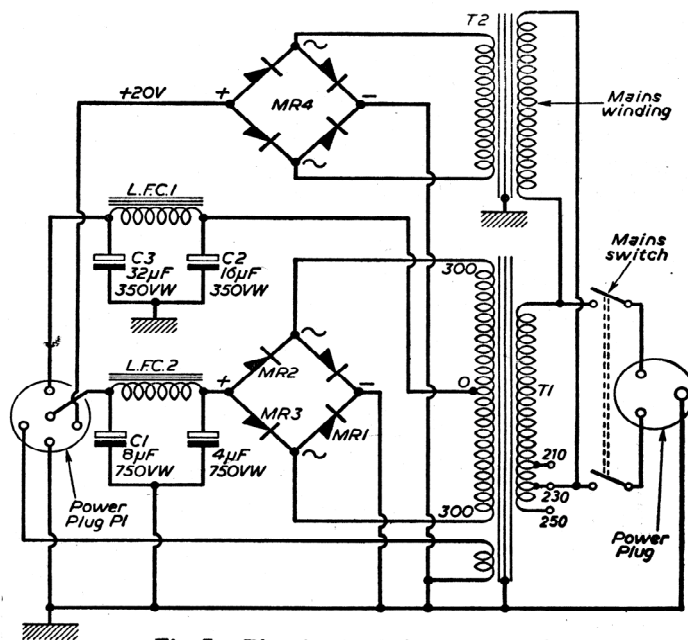 T2
+20V
+
MR4
-
Mains
winding
L.F.C.1
C3
32µF
350VW
C2
16µF
350VW
Mains
switch
300
L.F.C.2
+
MR2
-
O
T1
MR3
MR1
C1
8µF
750VW
4µF
750VW
210
230
250
300
Power
Plug P1
Power
Plug